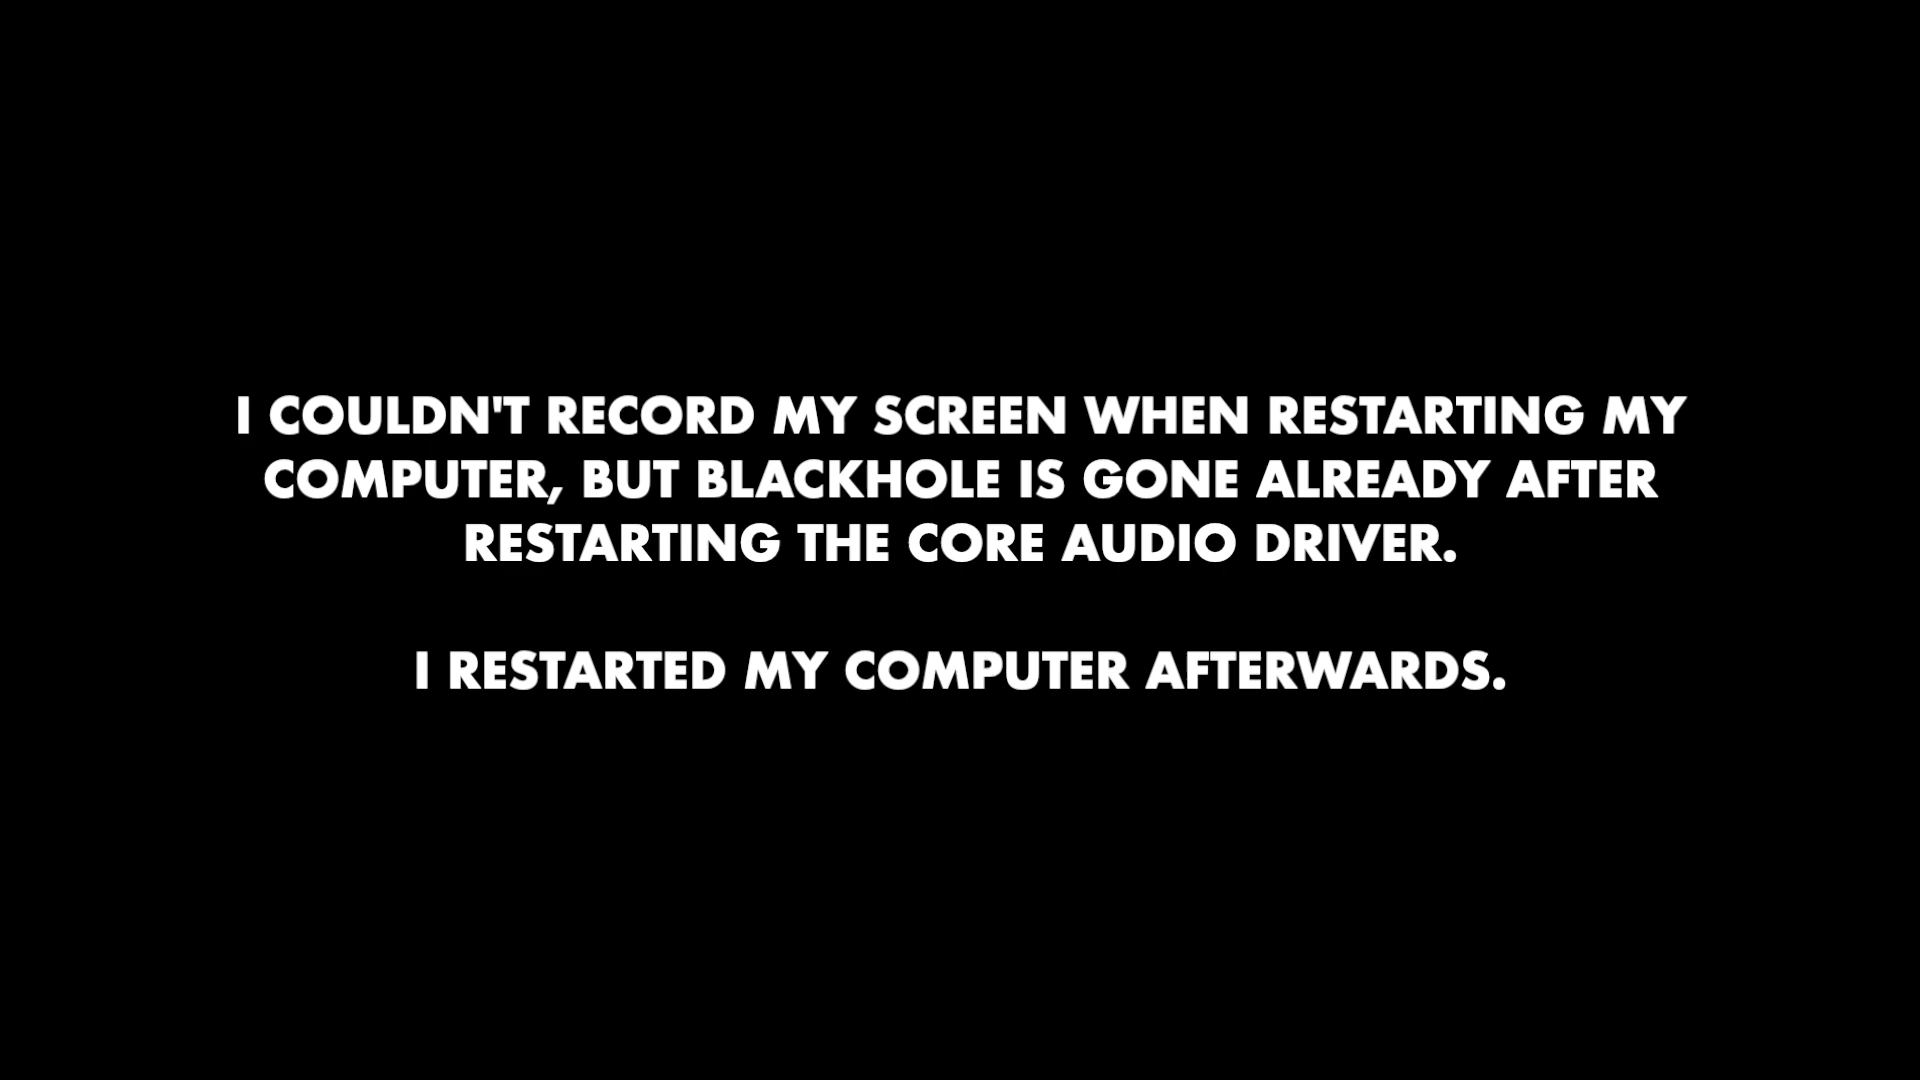 I COULDN'T RECORD MY SCREEN WHEN RESTARTING MY
COMPUTER, BUT BLACKHOLE IS GONE ALREADY AFTER
RESTARTING THE CORE AUDIO DRIVER.
I RESTARTED MY COMPUTER AFTERWARDS.